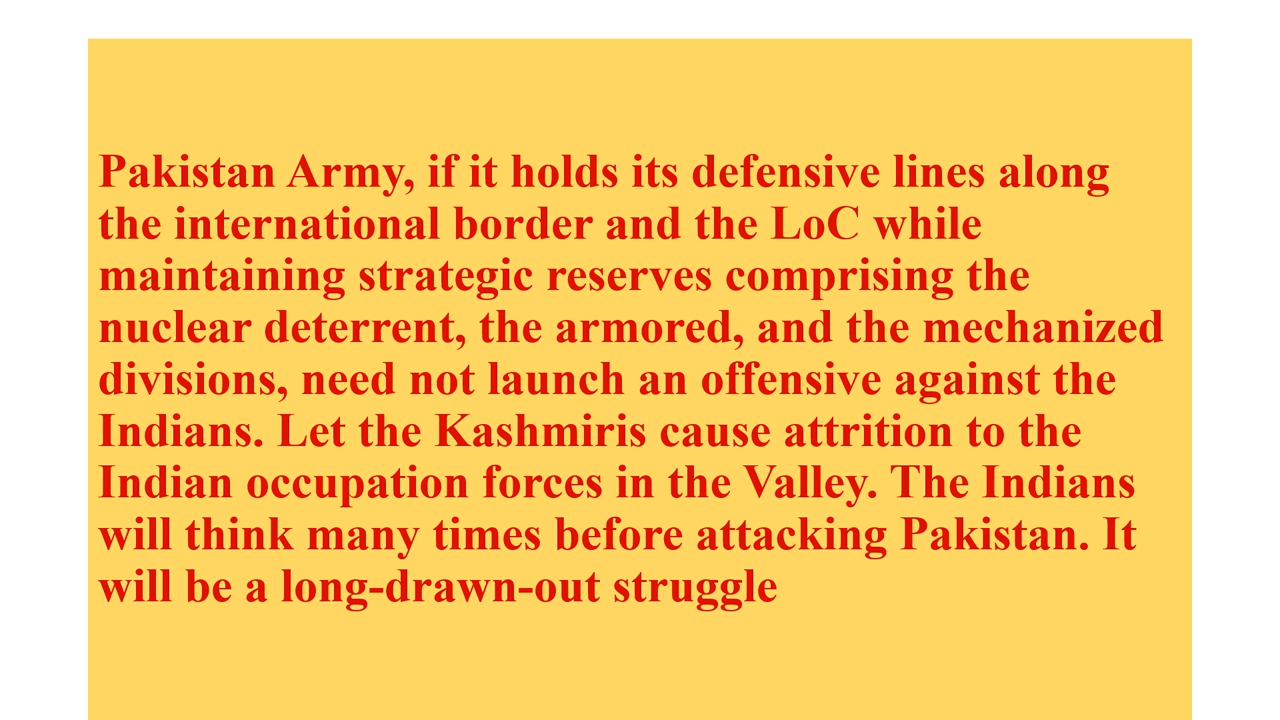 Pakistan Army, if it holds its defensive lines along
the international border and the LoC while
maintaining strategic reserves comprising the
nuclear deterrent, the armored, and the mechanized
divisions, need not launch an offensive against the
Indians. Let the Kashmiris cause attrition to the
Indian occupation forces in the Valley. The Indians
will think many times before attacking Pakistan. It
will be a long-drawn-out struggle